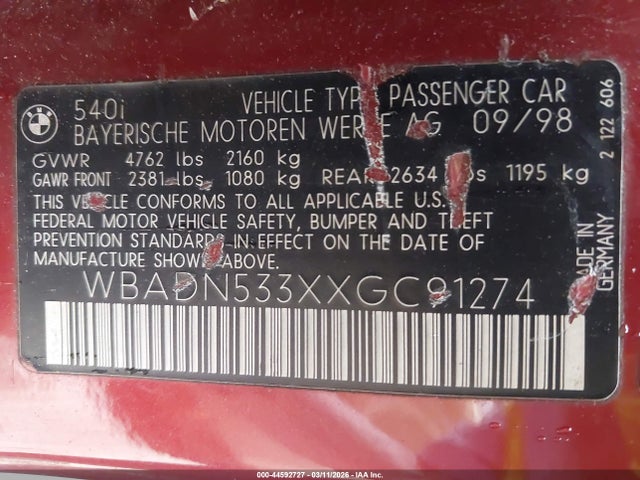 BMW
540i VEHICLE TYPE PASSENGER CAR
BAYERISCHE MOTOREN WERKE AG 09/98
GVWR 4762 lbs 2160 kg
GAWR FRONT 2381 lbs 1080 kg REAR 2634 lbs 1195 kg
THIS VEHICLE CONFORMS TO ALL APPLICABLE U.S.
FEDERAL MOTOR VEHICLE SAFETY, BUMPER AND THEFT
PREVENTION STANDARDS IN EFFECT ON THE DATE OF
MANUFACTURE SHOWN ABOVE.
WBADN533XXGC91274
MADE IN
GERMANY
2 122 606
000-44592727 - 03/11/2026 - IAA Inc.